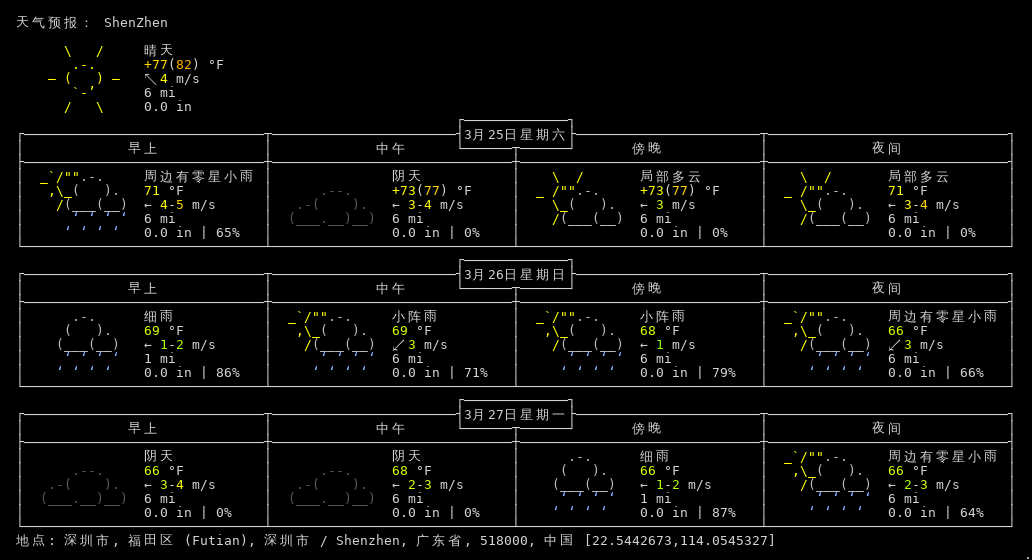 天气预报： ShenZhen
晴天
+77(82) °F
↖ 4 m/s
6 mi
0.0 in
3月25日星期六
早上 中午 傍晚 夜间
周边有零星小雨 阴天 局部多云 局部多云
71 °F +73(77) °F +73(77) °F 71 °F
← 4-5 m/s ← 3-4 m/s ← 3 m/s ← 3-4 m/s
6 mi 6 mi 6 mi 6 mi
0.0 in | 65% 0.0 in | 0% 0.0 in | 0% 0.0 in | 0%
3月26日星期日
早上 中午 傍晚 夜间
细雨 小阵雨 小阵雨 周边有零星小雨
69 °F 69 °F 68 °F 66 °F
← 1-2 m/s ↙ 3 m/s ← 1 m/s ↙ 3 m/s
1 mi 6 mi 6 mi 6 mi
0.0 in | 86% 0.0 in | 71% 0.0 in | 79% 0.0 in | 66%
3月27日星期一
早上 中午 傍晚 夜间
阴天 阴天 细雨 周边有零星小雨
66 °F 68 °F 66 °F 66 °F
← 3-4 m/s ← 2-3 m/s ← 1-2 m/s ← 2-3 m/s
6 mi 6 mi 1 mi 6 mi
0.0 in | 0% 0.0 in | 0% 0.0 in | 87% 0.0 in | 64%
地点: 深圳市, 福田区 (Futian), 深圳市 / Shenzhen, 广东省, 518000, 中国 [22.5442673,114.0545327]